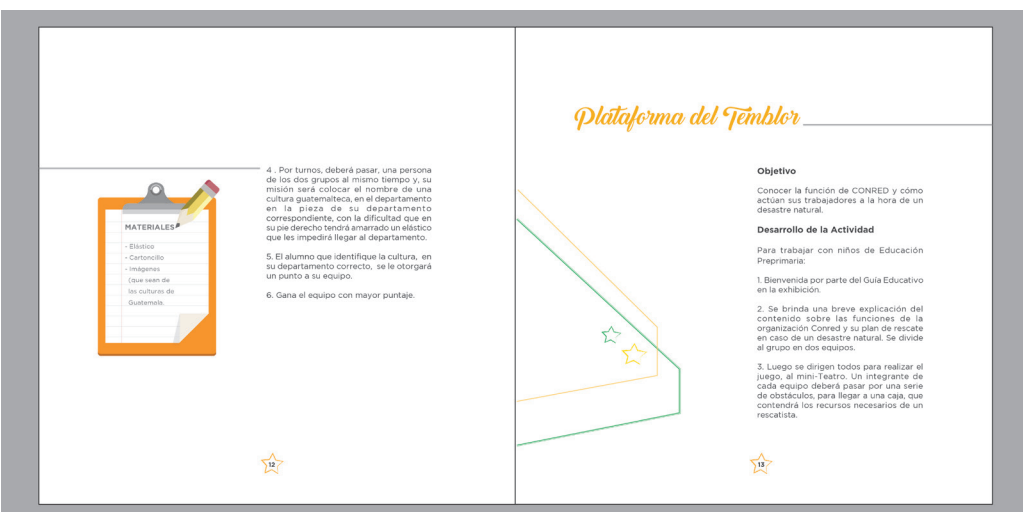 MATERIALES
- Elástico
- Cartoncillo
- Imágenes
(que sean de
las culturas de
Guatemala.
4 . Por turnos, deberá pasar, una persona
de los dos grupos al mismo tiempo y, su
misión será colocar el nombre de una
cultura guatemalteca, en el departamento
en la pieza de su departamento
correspondiente, con la dificultad que en
su pie derecho tendrá amarrado un elástico
que les impedirá llegar al departamento.
5. El alumno que identifique la cultura, en
su departamento correcto, se le otorgará
un punto a su equipo.
6. Gana el equipo con mayor puntaje.
12
Plataforma del Temblor
Objetivo
Conocer la función de CONRED y cómo
actúan sus trabajadores a la hora de un
desastre natural.
Desarrollo de la Actividad
Para trabajar con niños de Educación
Preprimaria:
1. Bienvenida por parte del Guía Educativo
en la exhibición.
2. Se brinda una breve explicación del
contenido sobre las funciones de la
organización Conred y su plan de rescate
en caso de un desastre natural. Se divide
al grupo en dos equipos.
3. Luego se dirigen todos para realizar el
juego, al mini-Teatro. Un integrante de
cada equipo deberá pasar por una serie
de obstáculos, para llegar a una caja, que
contendrá los recursos necesarios de un
rescatista.
13